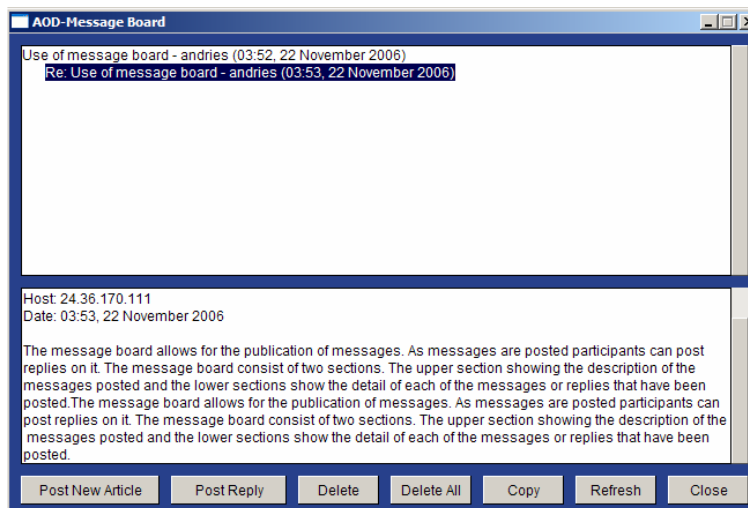 AOD-Message Board
Use of message board - andries (03:52, 22 November 2006)
Re: Use of message board - andries (03:53, 22 November 2006)
Host: 24.36.170.111
Date: 03:53, 22 November 2006
The message board allows for the publication of messages. As messages are posted participants can post
replies on it. The message board consist of two sections. The upper section showing the description of the
messages posted and the lower sections show the detail of each of the messages or replies that have been
posted.The message board allows for the publication of messages. As messages are posted participants can
post replies on it. The message board consist of two sections. The upper section showing the description of the
messages posted and the lower sections show the detail of each of the messages or replies that have been
posted.
Post New Article Post Reply Delete Delete All Copy Refresh Close